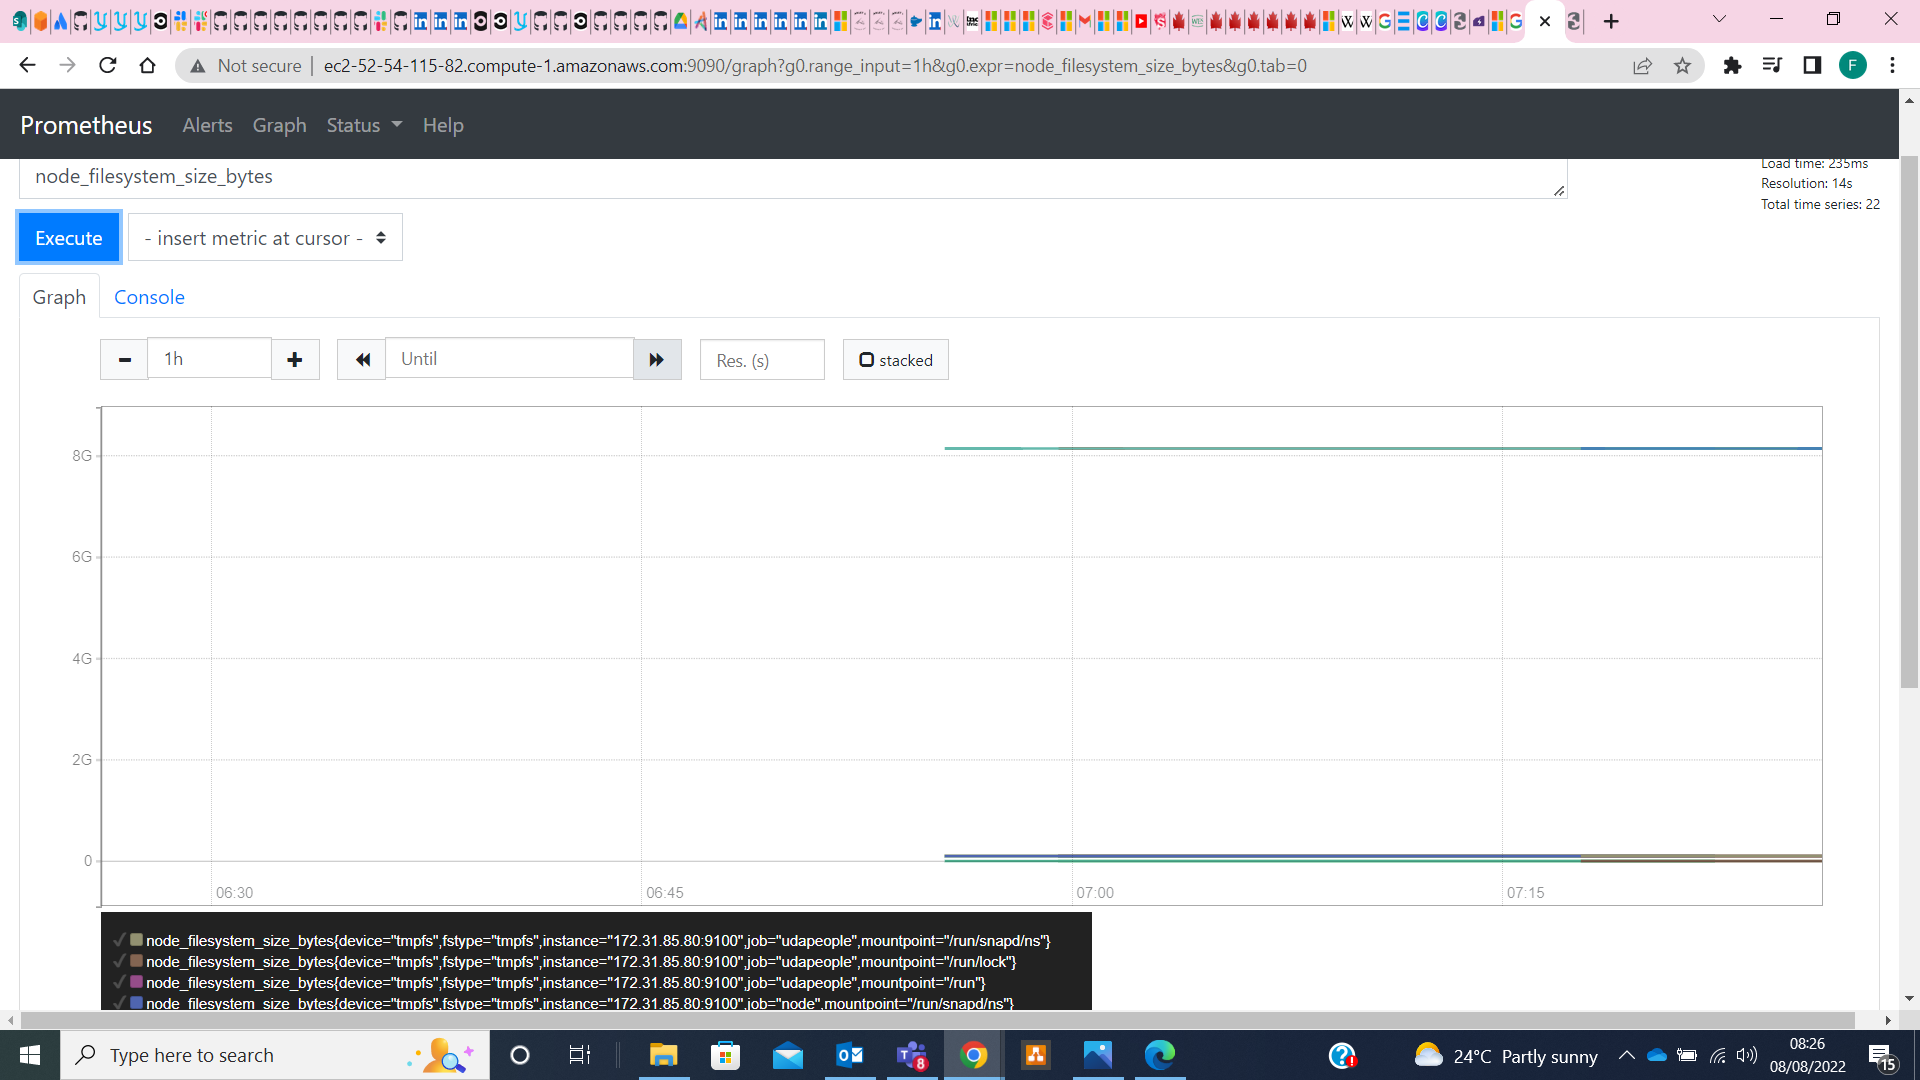 Not secure | ec2-52-54-115-82.compute-1.amazonaws.com:9090/graph?g0.range_input=1h&g0.expr=node_filesystem_size_bytes&g0.tab=0
F
Prometheus Alerts Graph Status Help
node_filesystem_size_bytes
Load time: 235ms
Resolution: 14s
Total time series: 22
Execute
- insert metric at cursor -
Graph Console
1h
Until
Res. (s)
stacked
8G
6G
4G
2G
0
06:30 06:45 07:00 07:15
node_filesystem_size_bytes{device="tmpfs",fstype="tmpfs",instance="172.31.85.80:9100",job="udapeople",mountpoint="/run/snapd/ns"}
node_filesystem_size_bytes{device="tmpfs",fstype="tmpfs",instance="172.31.85.80:9100",job="udapeople",mountpoint="/run/lock"}
node_filesystem_size_bytes{device="tmpfs",fstype="tmpfs",instance="172.31.85.80:9100",job="udapeople",mountpoint="/run"}
node_filesystem_size_bytes{device="tmpfs",fstype="tmpfs",instance="172.31.85.80:9100",job="node",mountpoint="/run/snapd/ns"}
Type here to search
8
24°C Partly sunny
08:26
08/08/2022
15